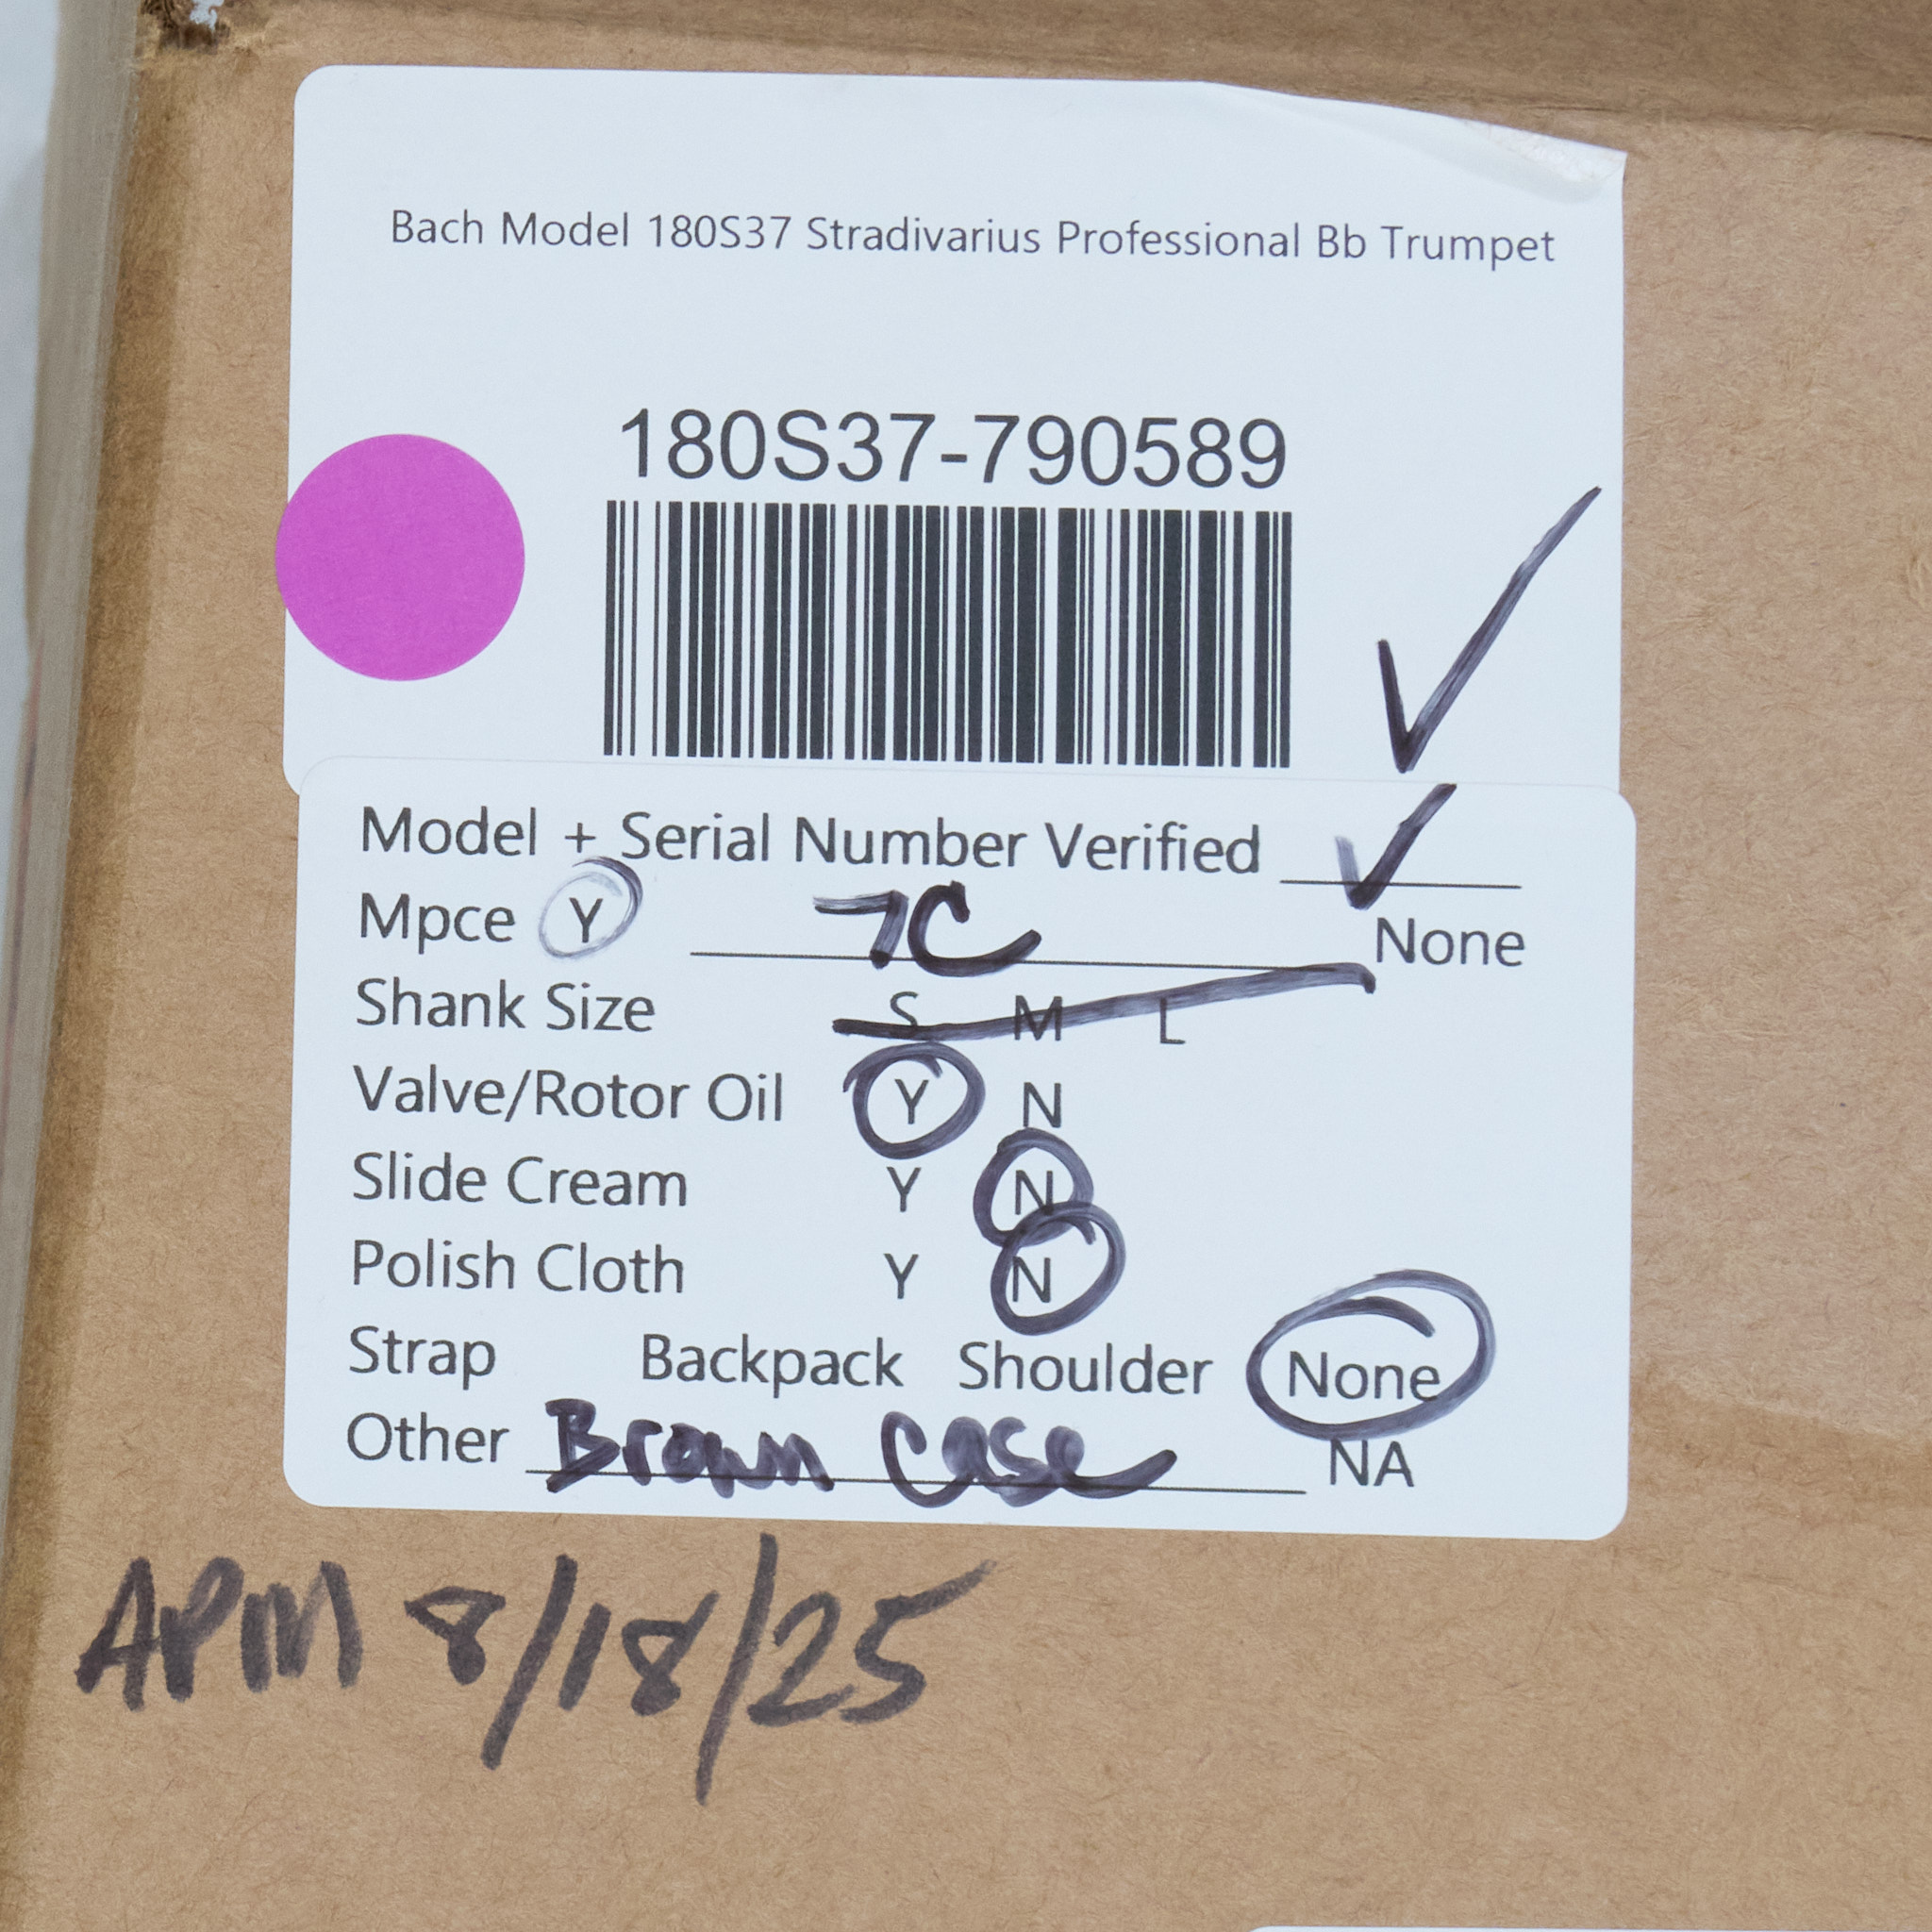 Bach Model 180S37 Stradivarius Professional Bb Trumpet
180S37-790589
Model + Serial Number Verified
Mpce Y 7C None
Shank Size S M L
Valve/Rotor Oil Y N
Slide Cream Y N
Polish Cloth Y N
Strap Backpack Shoulder None
Other Brown Case NA
APM 8/18/25